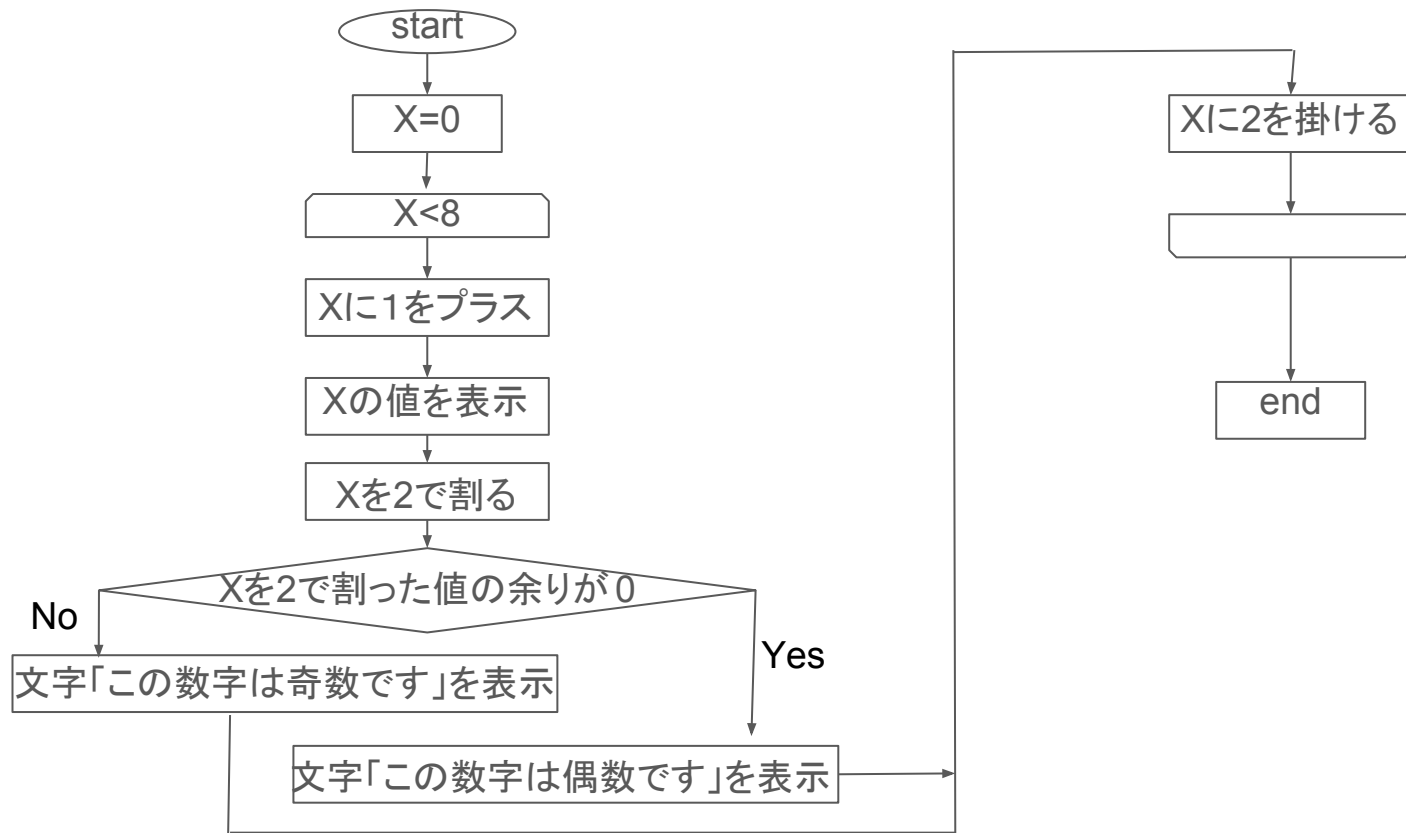 start
X=0
X<8
Xに１をプラス
Xの値を表示
Xを2で割る
Xを2で割った値の余りが0
No
Yes
文字「この数字は奇数です」を表示
文字「この数字は偶数です」を表示
Xに2を掛ける
end